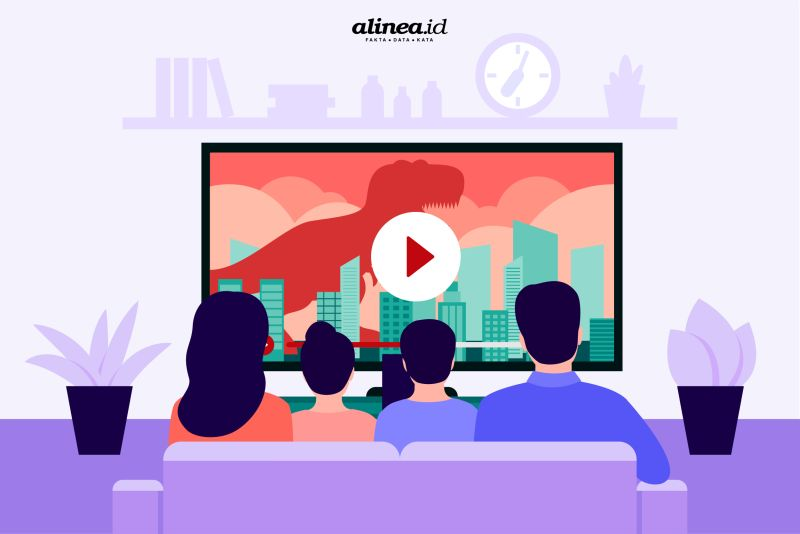 alinea.id
FAKTA • DATA • KATA